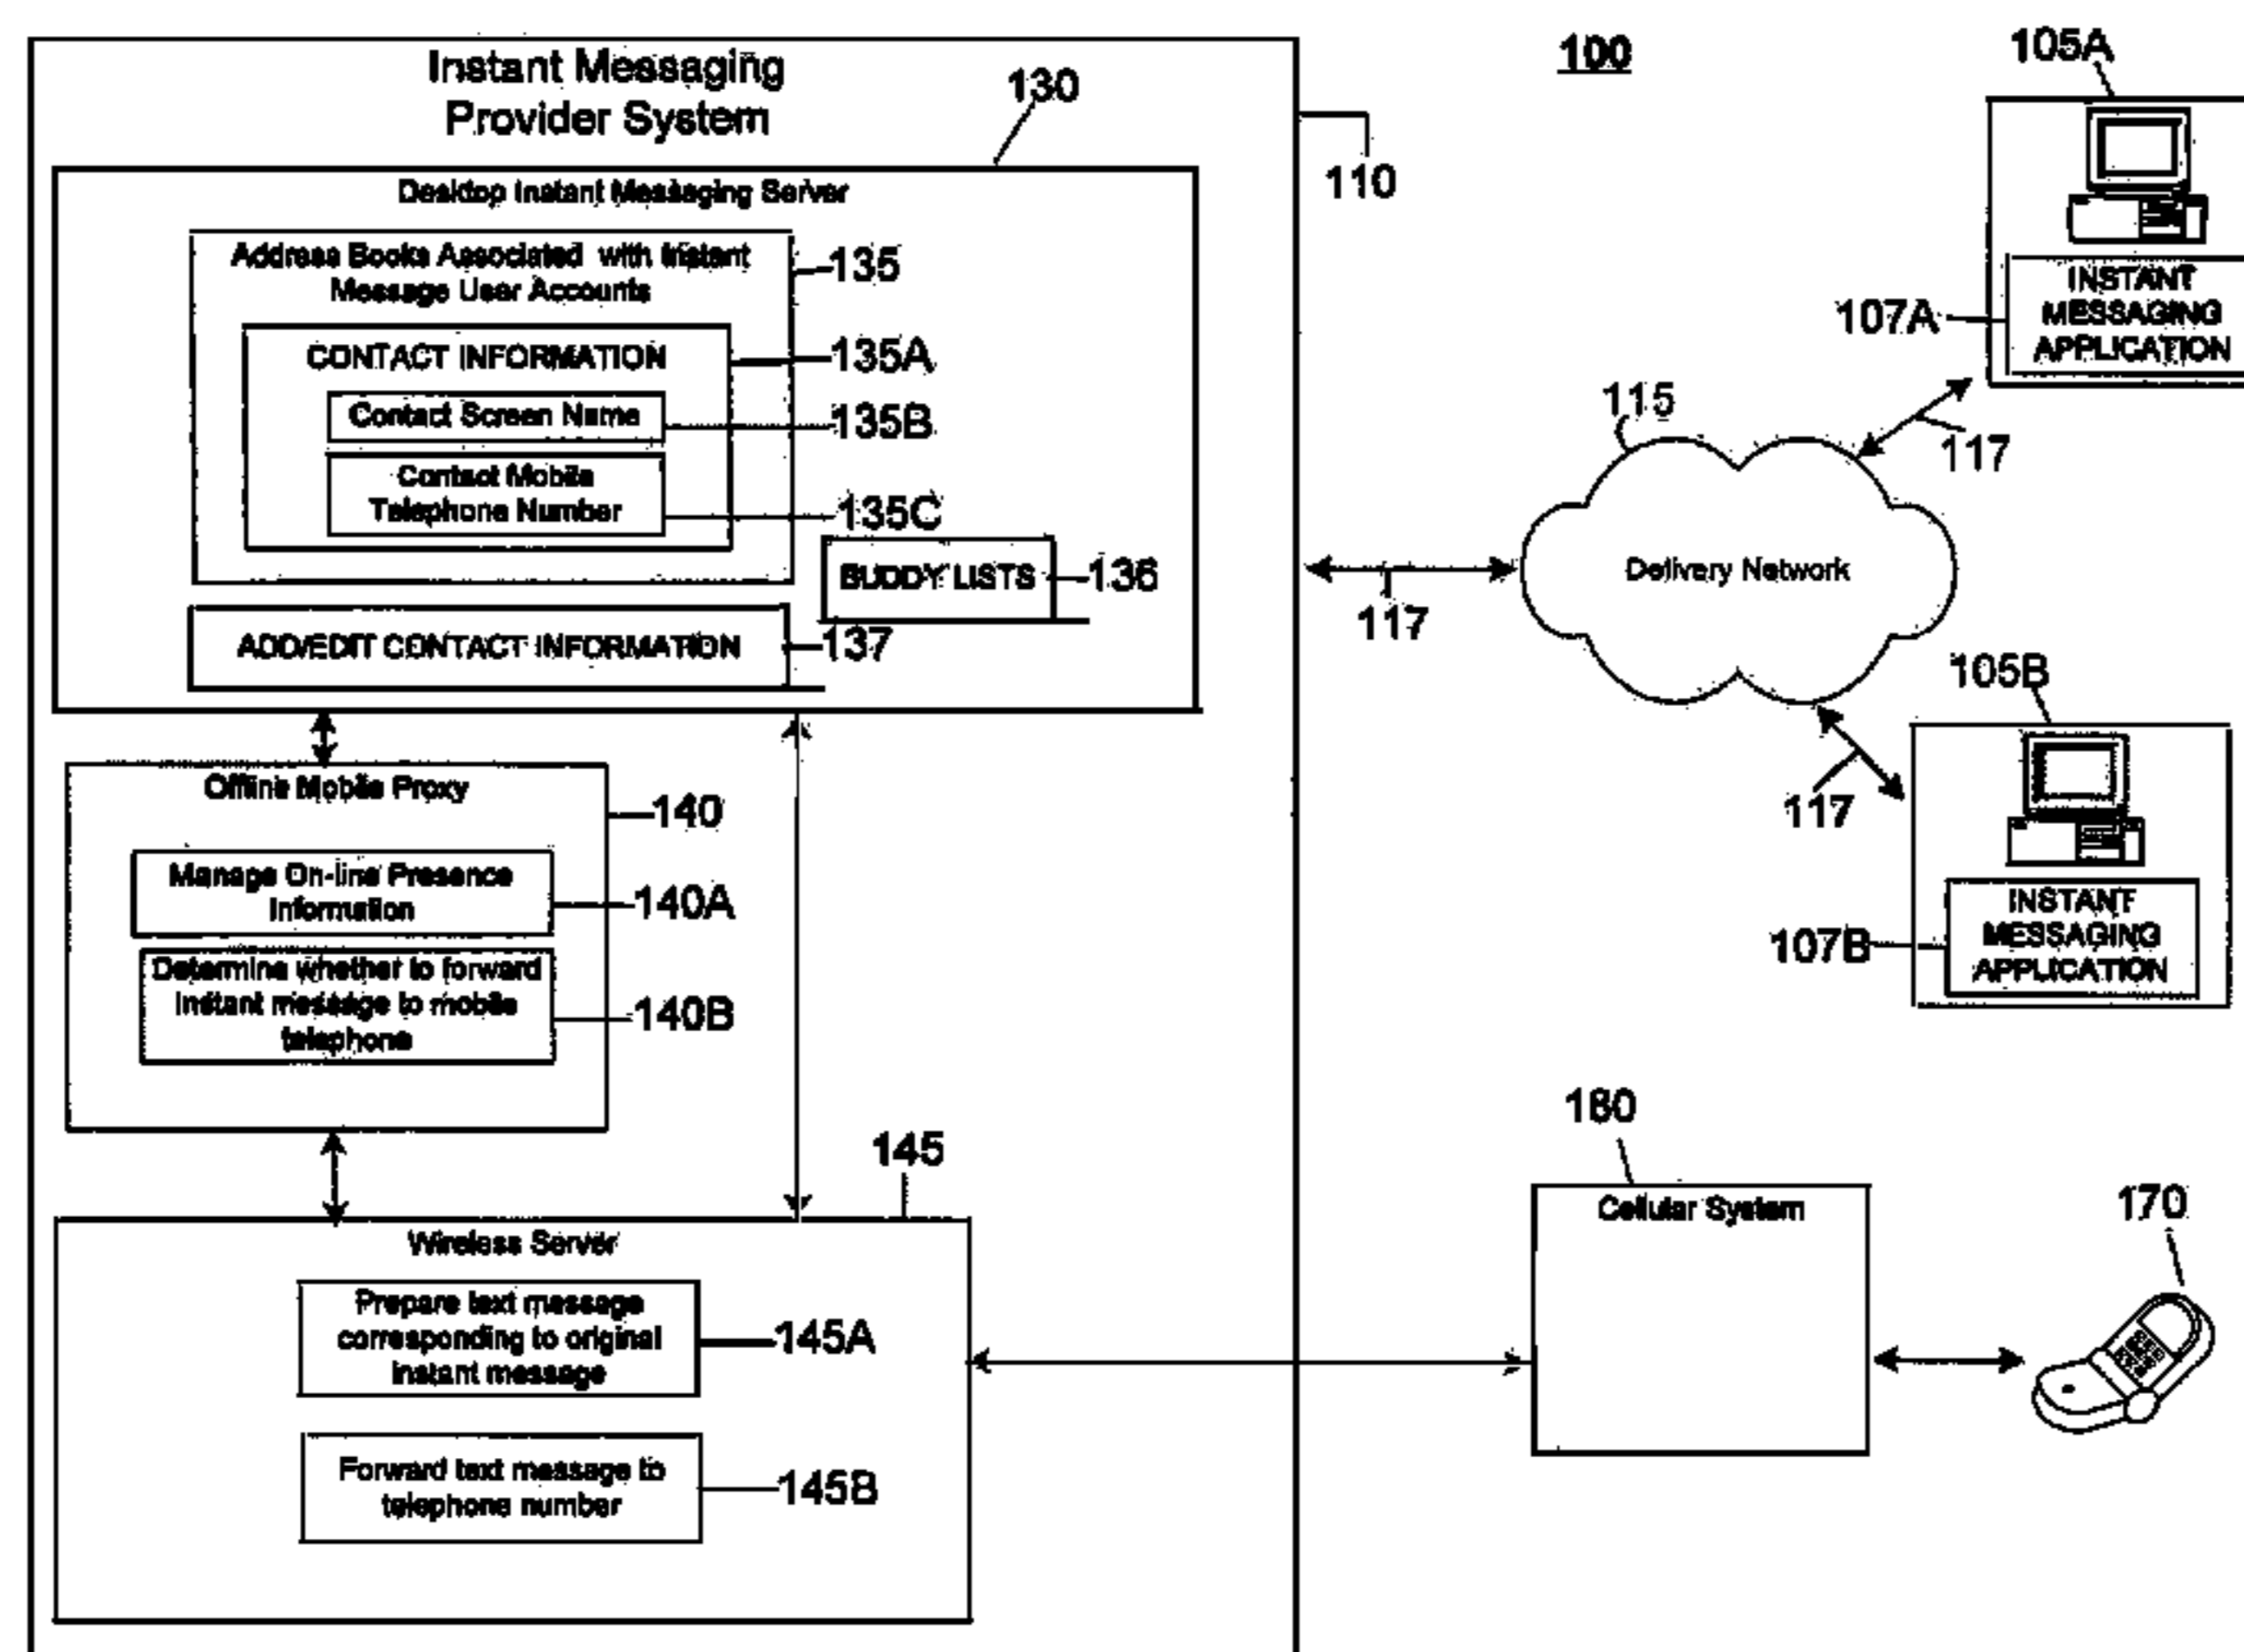 Instant Messaging
Provider System
130
100
105A
110
Desktop Instant Messaging Server
Address Books Associated with Instant
Message User Accounts
135
CONTACT INFORMATION
135A
Contact Screen Name
135B
Contact Mobile
Telephone Number
135C
BUDDY LISTS
136
ADD/EDIT CONTACT INFORMATION
137
INSTANT
MESSAGING
APPLICATION
107A
115
117
Delivery Network
117
105B
117
INSTANT
MESSAGING
APPLICATION
107B
Offline Mobile Proxy
140
Manage On-line Presence
Information
140A
Determine whether to forward
instant message to mobile
telephone
140B
145
Wireless Server
Prepare text message
corresponding to original
instant message
145A
Forward text message to
telephone number
145B
180
Cellular System
170